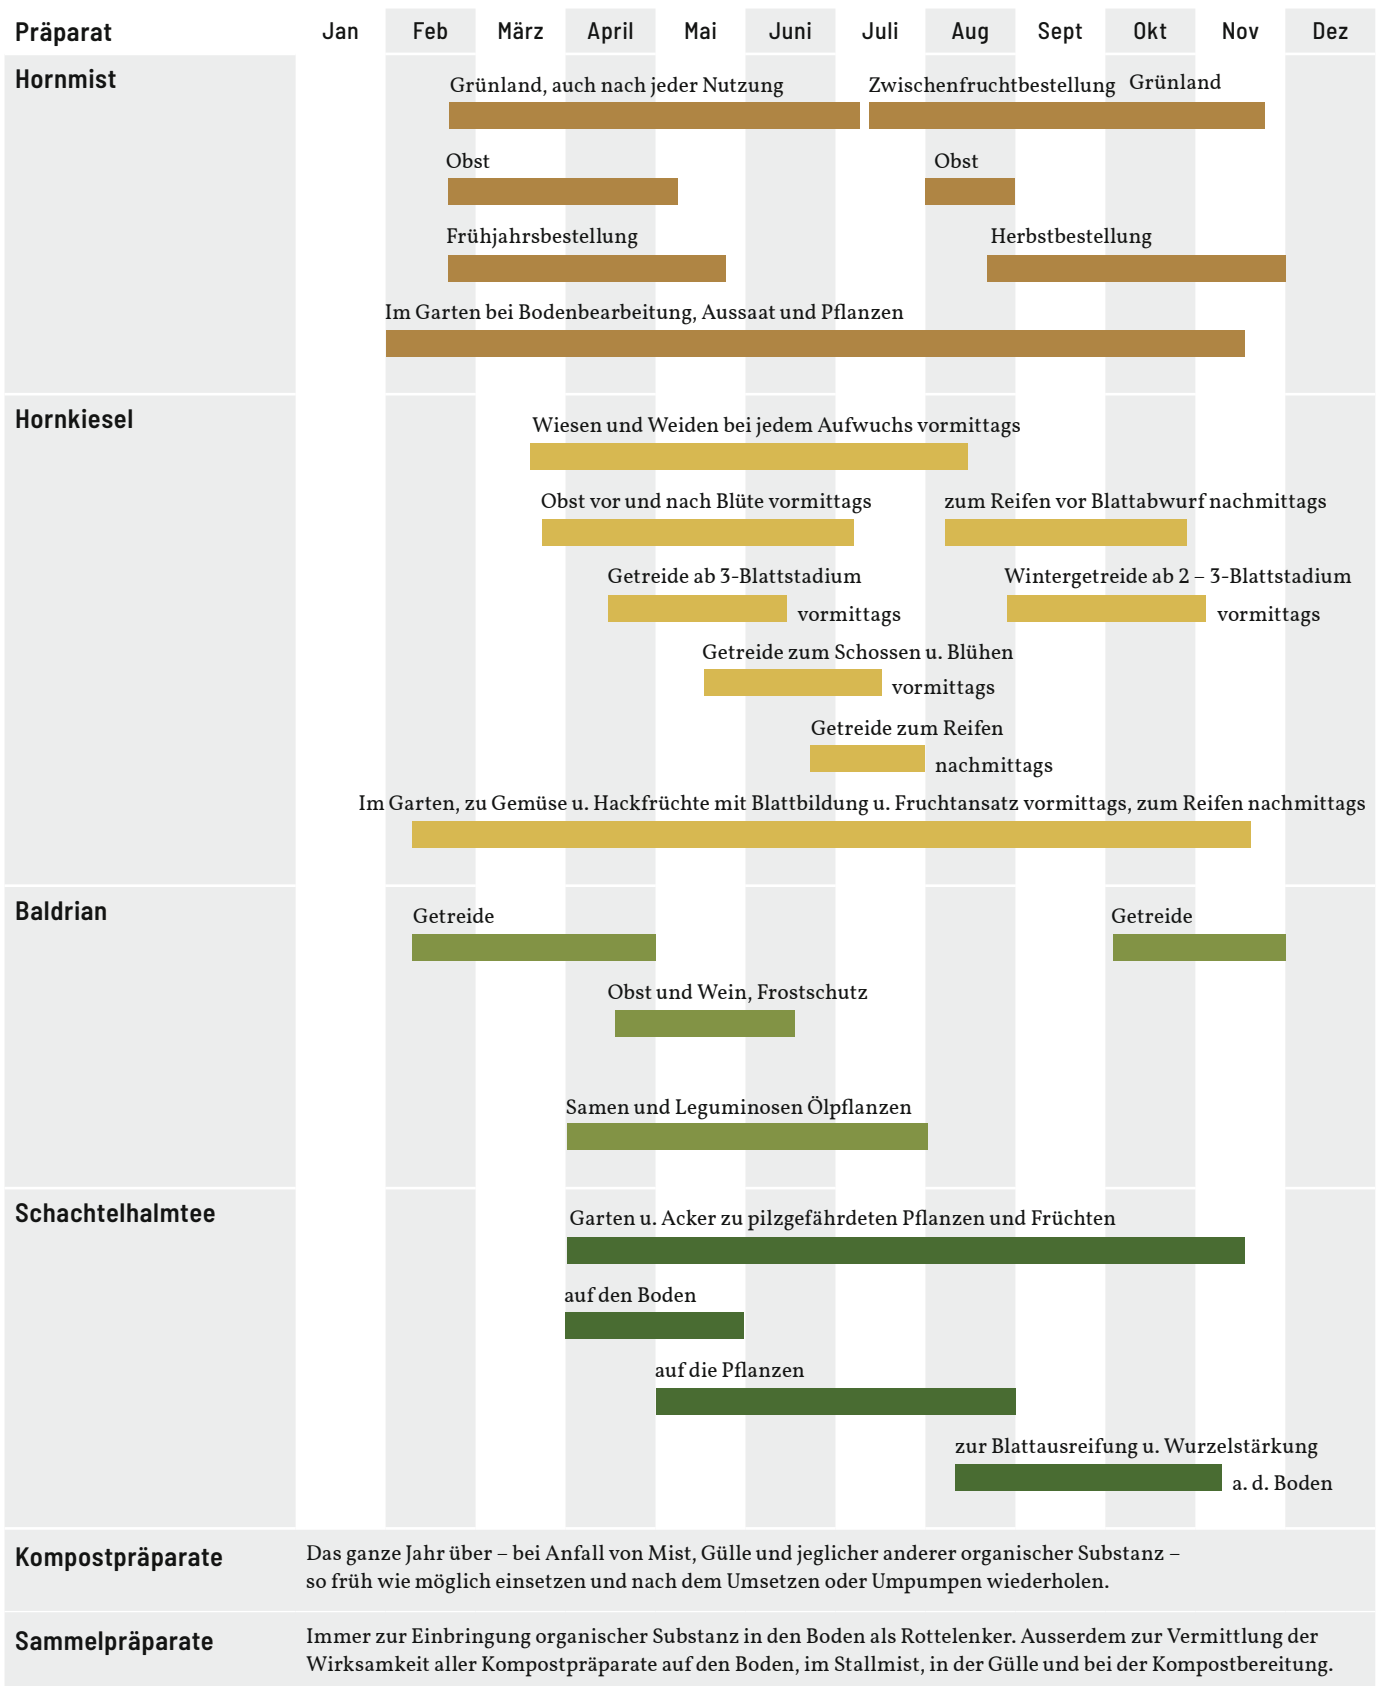 Präparat Jan Feb März April Mai Juni Juli Aug Sept Okt Nov Dez
Hornmist
Grünland, auch nach jeder Nutzung
Zwischenfruchtbestellung
Grünland
Obst
Obst
Frühjahrsbestellung
Herbstbestellung
Im Garten bei Bodenbearbeitung, Aussaat und Pflanzen
Hornkiesel
Wiesen und Weiden bei jedem Aufwuchs vormittags
Obst vor und nach Blüte vormittags
zum Reifen vor Blattabwurf nachmittags
Getreide ab 3-Blattstadium
vormittags
Wintergetreide ab 2 – 3-Blattstadium
vormittags
Getreide zum Schossen u. Blühen
vormittags
Getreide zum Reifen
nachmittags
Im Garten, zu Gemüse u. Hackfrüchte mit Blattbildung u. Fruchtansatz vormittags, zum Reifen nachmittags
Baldrian
Getreide
Getreide
Obst und Wein, Frostschutz
Samen und Leguminosen Ölpflanzen
Schachtelhalmtee
Garten u. Acker zu pilzgefährdeten Pflanzen und Früchten
auf den Boden
auf die Pflanzen
zur Blattausreifung u. Wurzelstärkung
a. d. Boden
Kompostpräparate
Das ganze Jahr über – bei Anfall von Mist, Gülle und jeglicher anderer organischer Substanz –
so früh wie möglich einsetzen und nach dem Umsetzen oder Umpumpen wiederholen.
Sammelpräparate
Immer zur Einbringung organischer Substanz in den Boden als Rottelenker. Ausserdem zur Vermittlung der
Wirksamkeit aller Kompostpräparate auf den Boden, im Stallmist, in der Gülle und bei der Kompostbereitung.